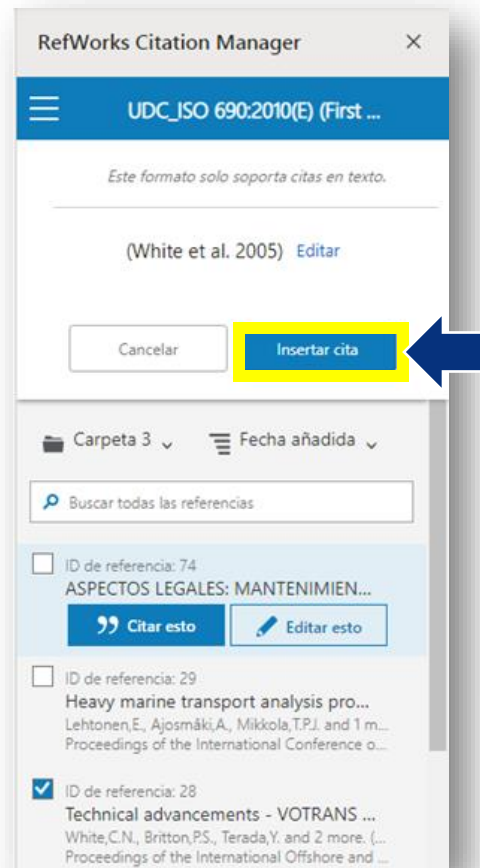 RefWorks Citation Manager
UDC_ISO 690:2010(E) (First ...
Este formato solo soporta citas en texto.
(White et al. 2005) Editar
Cancelar Insertar cita
Carpeta 3 Fecha añadida
Buscar todas las referencias
ID de referencia: 74
ASPECTOS LEGALES: MANTENIMIEN...
Citar esto Editar esto
ID de referencia: 29
Heavy marine transport analysis pro...
Lehtonen,E., Ajosmáki,A., Mikkola,T.P.J. and 1 m...
Proceedings of the International Conference o...
ID de referencia: 28
Technical advancements - VOTRANS ...
White,C.N., Britton,P.S., Terada,Y. and 2 more. (...
Proceedings of the International Offshore and ...